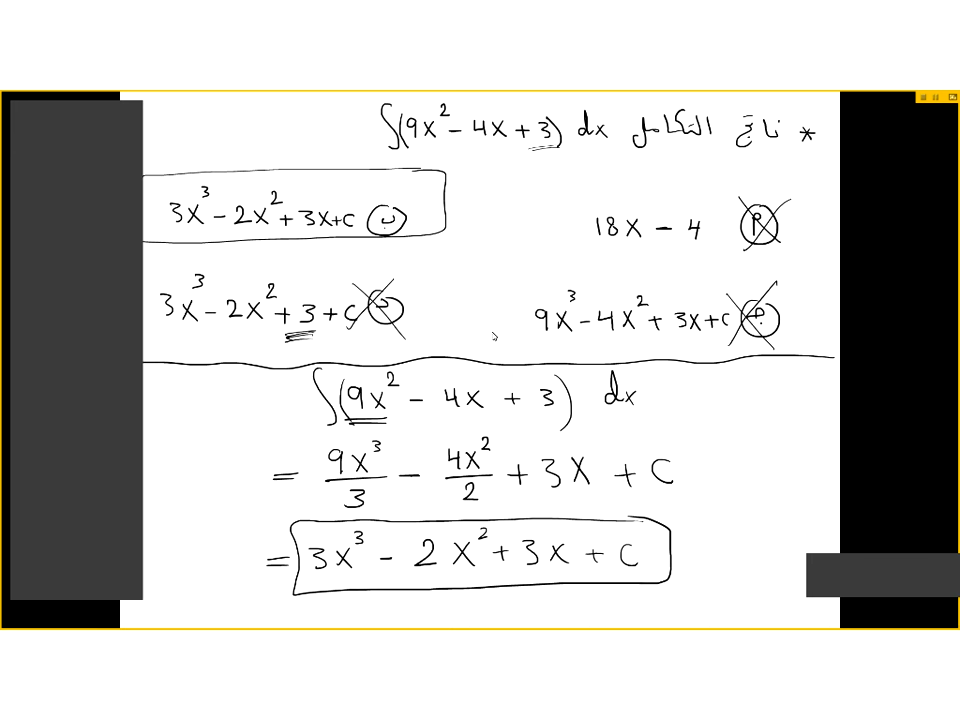 * ناتج التكامل ∫(9x² - 4x + 3) dx
أ 18x - 4
ب 3x³ - 2x² + 3x + c
ج 9x³ - 4x² + 3x + c
د 3x³ - 2x² + 3 + c
∫(9x² - 4x + 3) dx
= 9x³/3 - 4x²/2 + 3x + c
= 3x³ - 2x² + 3x + c